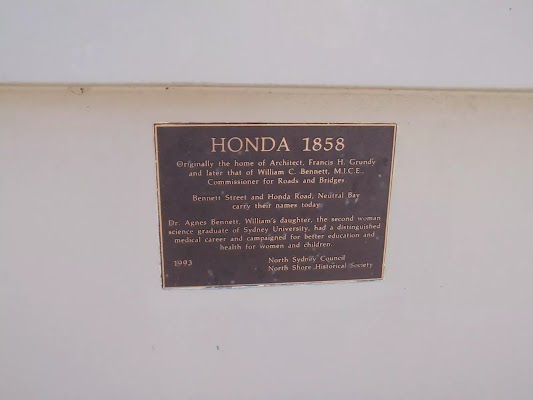 HONDA 1858
Originally the home of Architect, Francis H. Grundy
and later that of William C. Bennett, M.I.C.E.,
Commissioner for Roads and Bridges.
Bennett Street and Honda Road, Neutral Bay
carry their names today.
Dr. Agnes Bennett, William's daughter, the second woman
science graduate of Sydney University, had a distinguished
medical career and campaigned for better education and
health for women and children.
1993
North Sydney Council
North Shore Historical Society